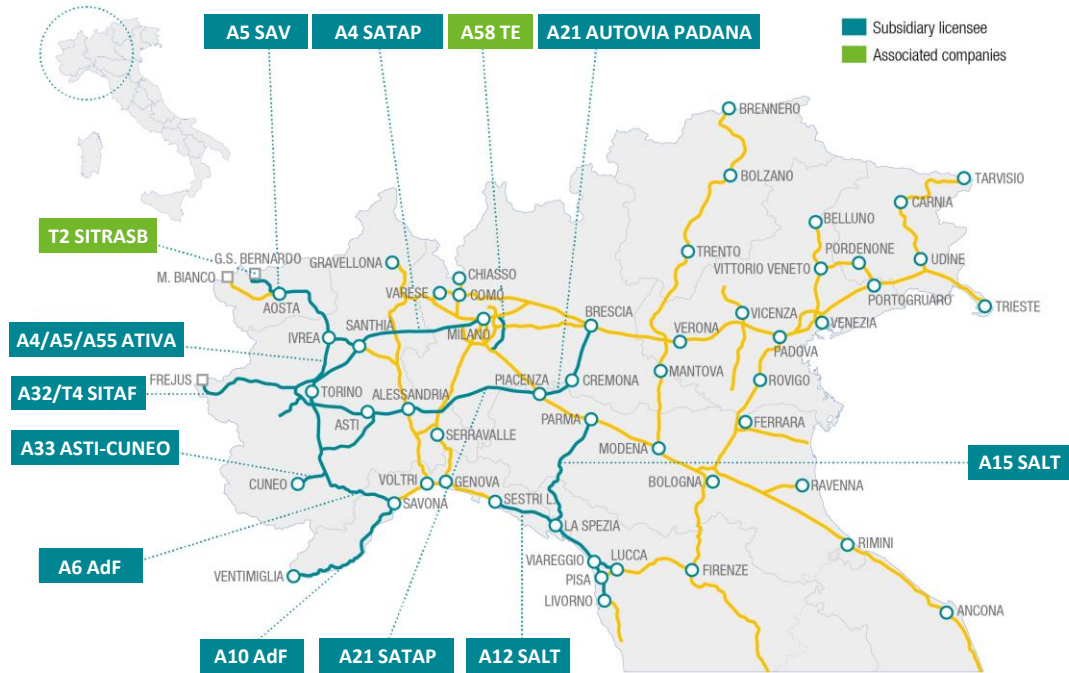 A5 SAV
A4 SATAP
A58 TE
A21 AUTOVIA PADANA
Subsidiary licensee
Associated companies
BRENNERO
BOLZANO
TARVISIO
CARNIA
BELLUNO
T2 SITRASB
G.S. BERNARDO
GRAVELLONA
TRENTO
PORDENONE
UDINE
M. BIANCO
CHIASSO
VITTORIO VENETO
VARESE
COMO
AOSTA
PORTOGRUARO
TRIESTE
SANTHIA
BRESCIA
VICENZA
VENEZIA
A4/A5/A55 ATIVA
IVREA
MILANO
VERONA
PADOVA
FREJUS
A32/T4 SITAF
TORINO
ALESSANDRIA
PIACENZA
CREMONA
MANTOVA
ROVIGO
ASTI
PARMA
FERRARA
A33 ASTI-CUNEO
SERRAVALLE
MODENA
A15 SALT
CUNEO
VOLTRI
GENOVA
BOLOGNA
RAVENNA
SAVONA
SESTRI L.
LA SPEZIA
RIMINI
A6 AdF
VENTIMIGLIA
VIAREGGIO
LUCCA
FIRENZE
PISA
LIVORNO
ANCONA
A10 AdF
A21 SATAP
A12 SALT